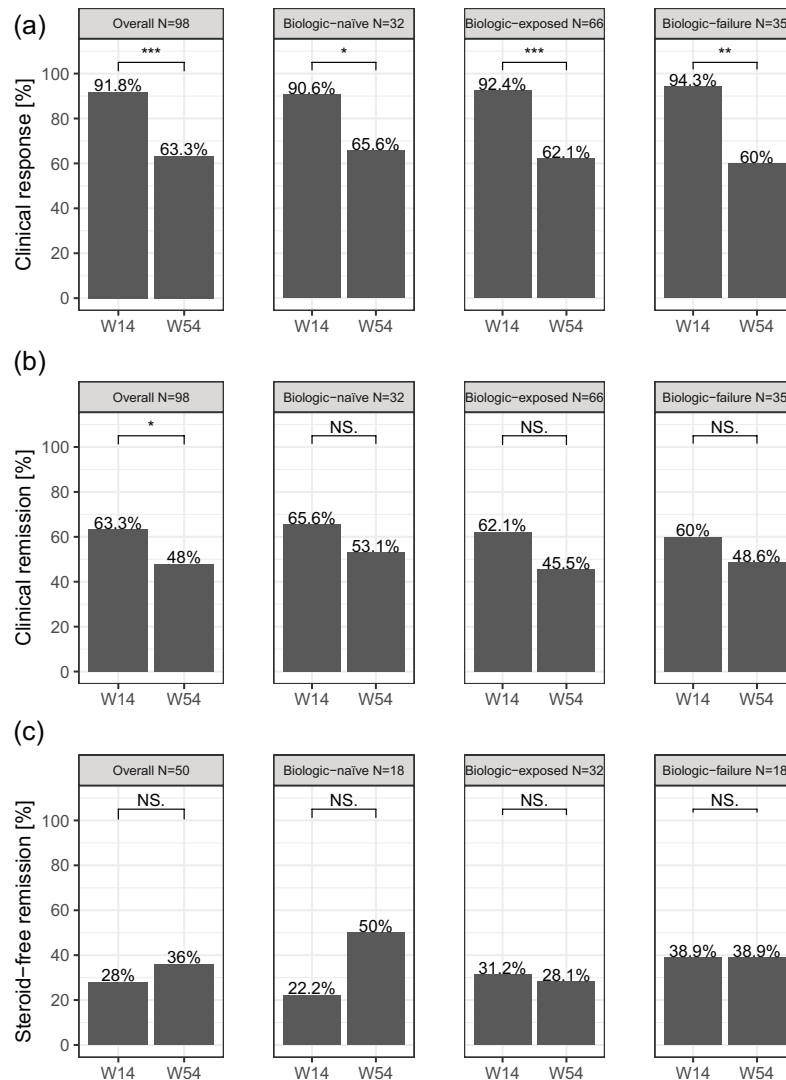 (a)
Overall N=98 Biologic−naïve N=32 Biologic−exposed N=66 Biologic−failure N=35
*** * *** **
Clinical response [%]
100
80
60
40
20
0
91.8% 63.3% 90.6% 65.6% 92.4% 62.1% 94.3% 60%
W14 W54 W14 W54 W14 W54 W14 W54
(b)
Overall N=98 Biologic−naïve N=32 Biologic−exposed N=66 Biologic−failure N=35
* NS. NS. NS.
Clinical remission [%]
100
80
60
40
20
0
63.3% 48% 65.6% 53.1% 62.1% 45.5% 60% 48.6%
W14 W54 W14 W54 W14 W54 W14 W54
(c)
Overall N=50 Biologic−naïve N=18 Biologic−exposed N=32 Biologic−failure N=18
NS. NS. NS. NS.
Steroid−free remission [%]
100
80
60
40
20
0
28% 36% 22.2% 50% 31.2% 28.1% 38.9% 38.9%
W14 W54 W14 W54 W14 W54 W14 W54